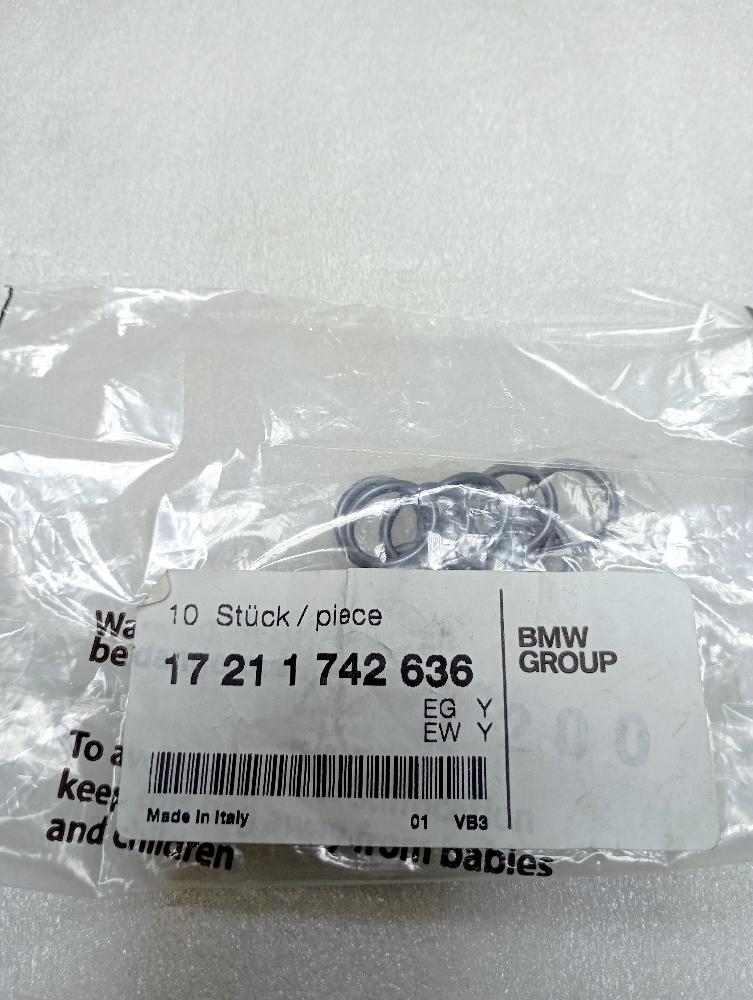 10 Stück / piece
17 21 1 742 636
EG Y
EW Y
Made in Italy
01 VB3
BMW
GROUP
To a
and children
from babies